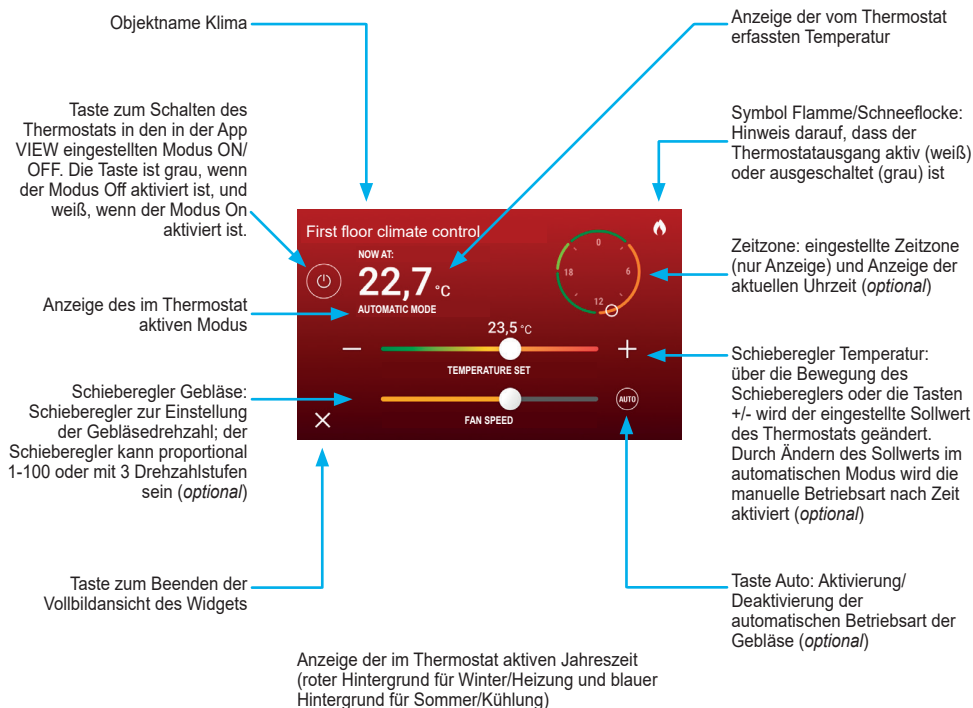 Objektname Klima
Anzeige der vom Thermostat
erfassten Temperatur
Taste zum Schalten des
Thermostats in den in der App
VIEW eingestellten Modus ON/
OFF. Die Taste ist grau, wenn
der Modus Off aktiviert ist, und
weiß, wenn der Modus On
aktiviert ist.
Symbol Flamme/Schneeflocke:
Hinweis darauf, dass der
Thermostatausgang aktiv (weiß)
oder ausgeschaltet (grau) ist
First floor climate control
NOW AT:
22,7 °C
AUTOMATIC MODE
0
18
6
12
Zeitzone: eingestellte Zeitzone
(nur Anzeige) und Anzeige der
aktuellen Uhrzeit (optional)
Anzeige des im Thermostat
aktiven Modus
23,5 °C
TEMPERATURE SET
AUTO
FAN SPEED
Schieberegler Temperatur:
über die Bewegung des
Schiebereglers oder die Tasten
+/- wird der eingestellte Sollwert
des Thermostats geändert.
Durch Ändern des Sollwerts im
automatischen Modus wird die
manuelle Betriebsart nach Zeit
aktiviert (optional)
Schieberegler Gebläse:
Schieberegler zur Einstellung
der Gebläsedrehzahl; der
Schieberegler kann proportional
1-100 oder mit 3 Drehzahlstufen
sein (optional)
Taste zum Beenden der
Vollbildansicht des Widgets
Taste Auto: Aktivierung/
Deaktivierung der
automatischen Betriebsart der
Gebläse (optional)
Anzeige der im Thermostat aktiven Jahreszeit
(roter Hintergrund für Winter/Heizung und blauer
Hintergrund für Sommer/Kühlung)